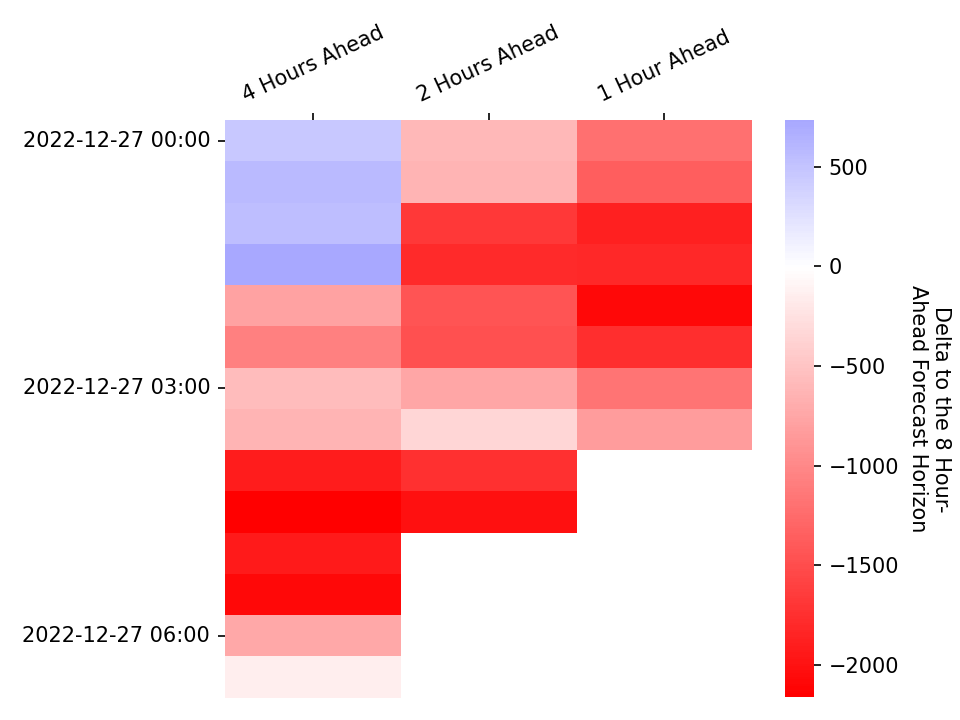 4 Hours Ahead
2 Hours Ahead
1 Hour Ahead
2022-12-27 00:00
2022-12-27 03:00
2022-12-27 06:00
500
0
−500
−1000
−1500
−2000
Delta to the 8 Hour-
Ahead Forecast Horizon